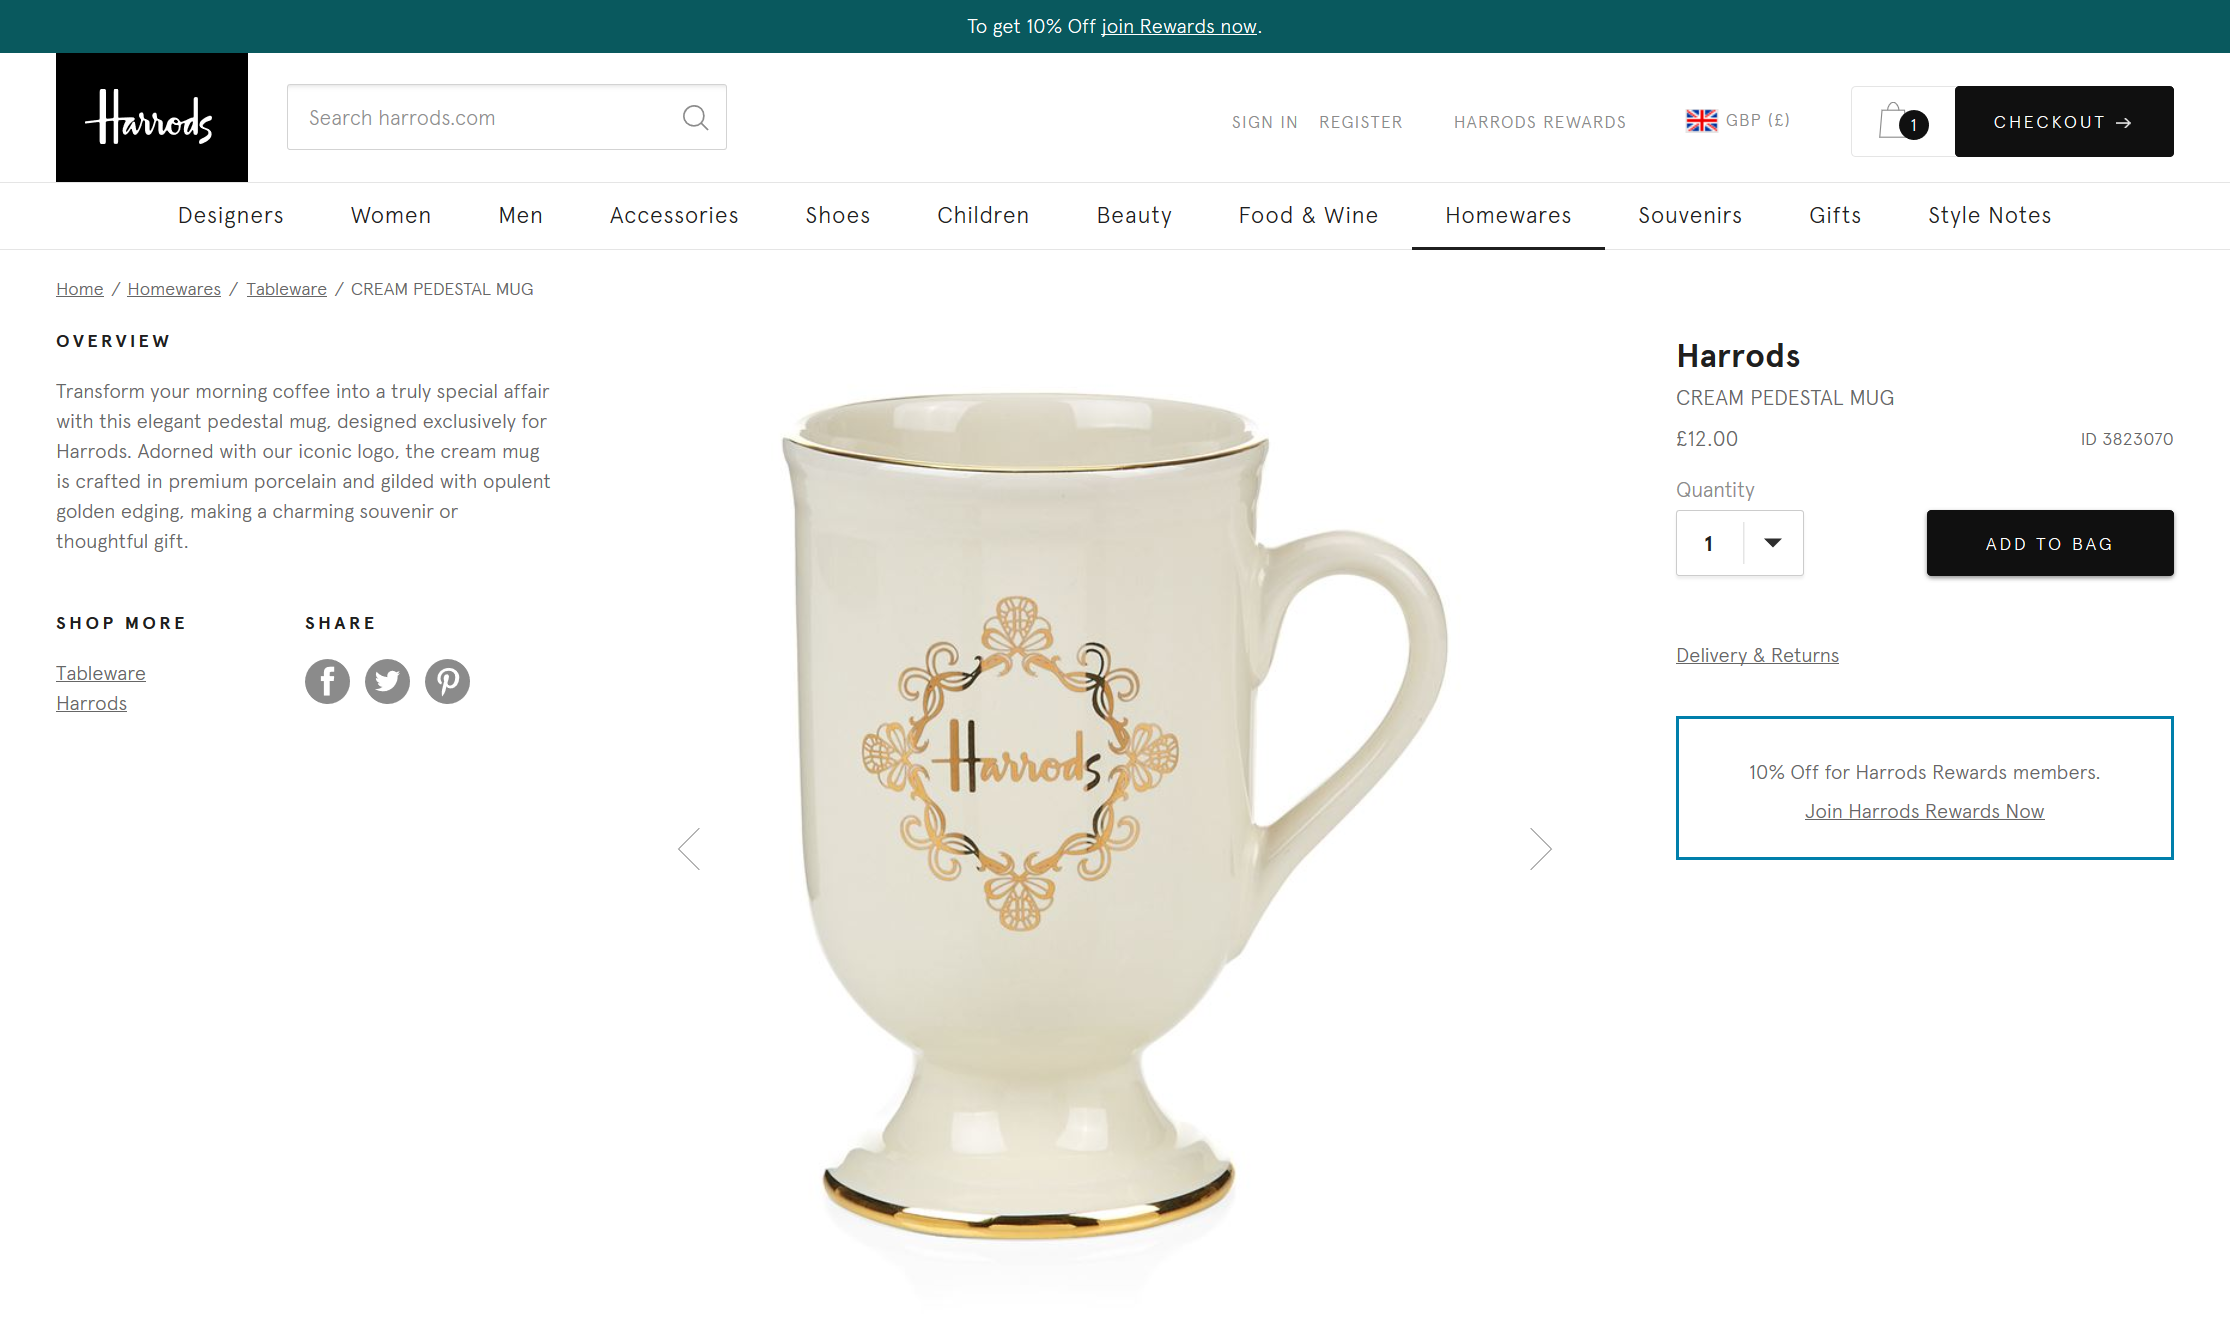 To get 10% Off join Rewards now.
Harrods
Search harrods.com
SIGN IN REGISTER HARRODS REWARDS GBP (£) 1 CHECKOUT →
Designers Women Men Accessories Shoes Children Beauty Food & Wine Homewares Souvenirs Gifts Style Notes
Home / Homewares / Tableware / CREAM PEDESTAL MUG
OVERVIEW
Transform your morning coffee into a truly special affair
with this elegant pedestal mug, designed exclusively for
Harrods. Adorned with our iconic logo, the cream mug
is crafted in premium porcelain and gilded with opulent
golden edging, making a charming souvenir or
thoughtful gift.
SHOP MORE
Tableware
Harrods
SHARE
Harrods
Harrods
CREAM PEDESTAL MUG
£12.00 ID 3823070
Quantity
1 ADD TO BAG
Delivery & Returns
10% Off for Harrods Rewards members.
Join Harrods Rewards Now